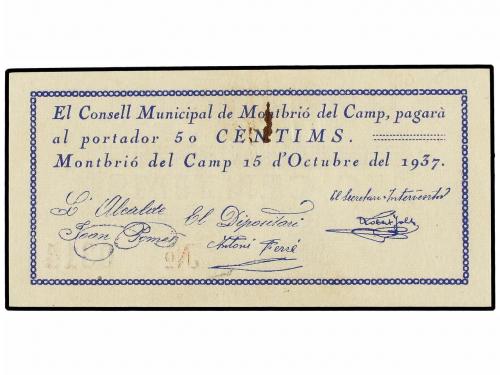 El Consell Municipal de Montbrió del Camp, pagarà
al portador 50 CÈNTIMS.
Montbrió del Camp 15 d'Octubre del 1937.
L'Alcalde El Dipositari El Secretari-Interventor
Joan Antoni Ferré